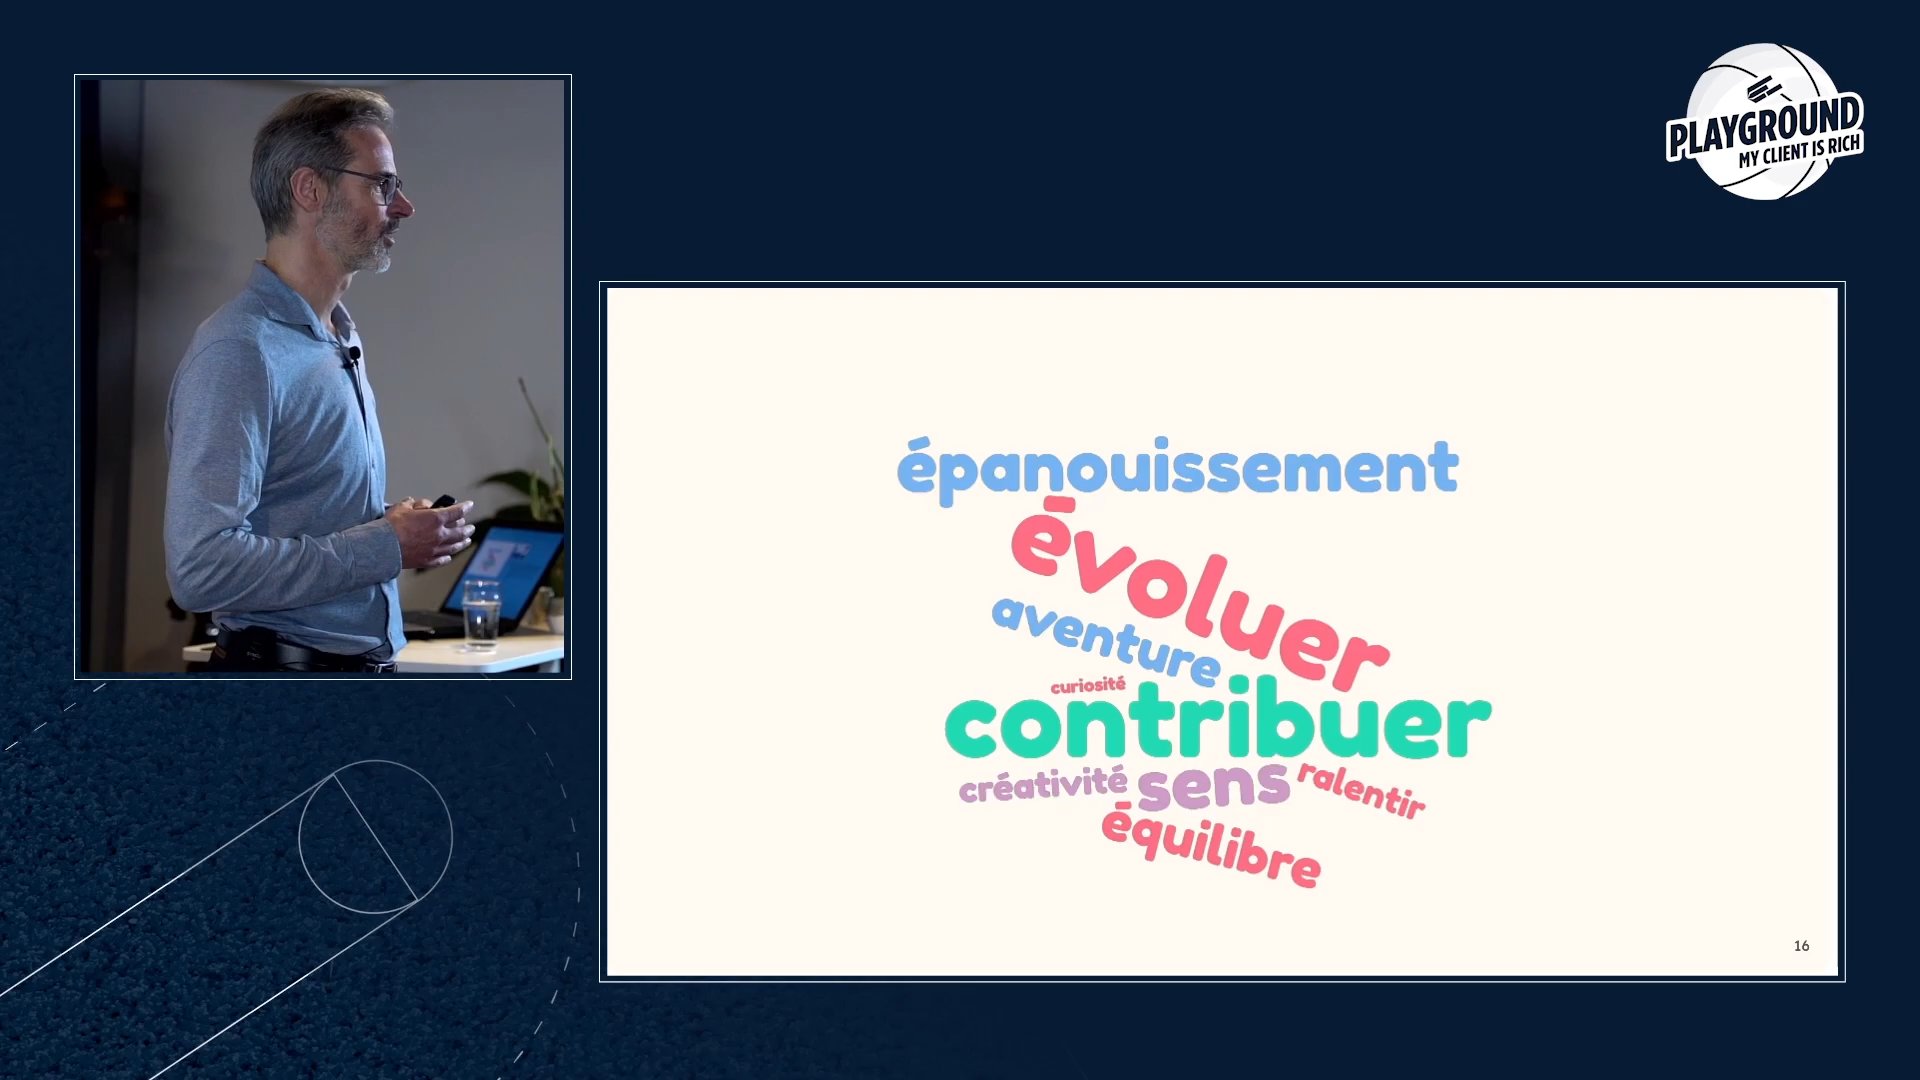 PLAYGROUND
MY CLIENT IS RICH
épanouissement
évoluer
aventure
curiosité
contribuer
créativité sens ralentir
équilibre
16